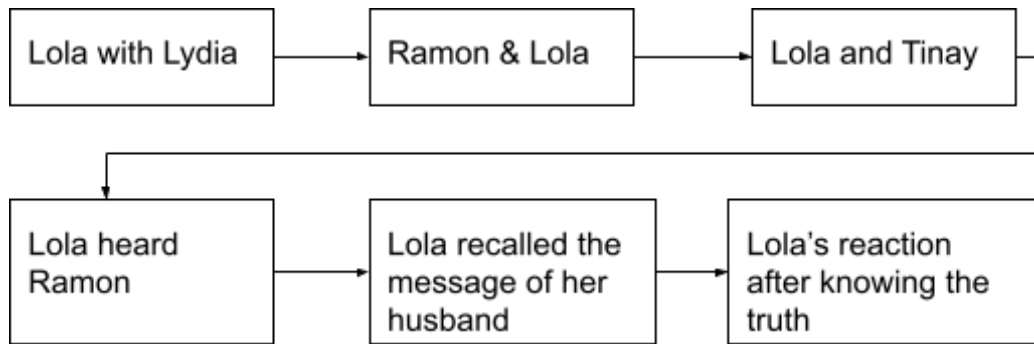 Lola with Lydia
Ramon & Lola
Lola and Tinay
Lola heard
Ramon
Lola recalled the
message of her
husband
Lola’s reaction
after knowing the
truth